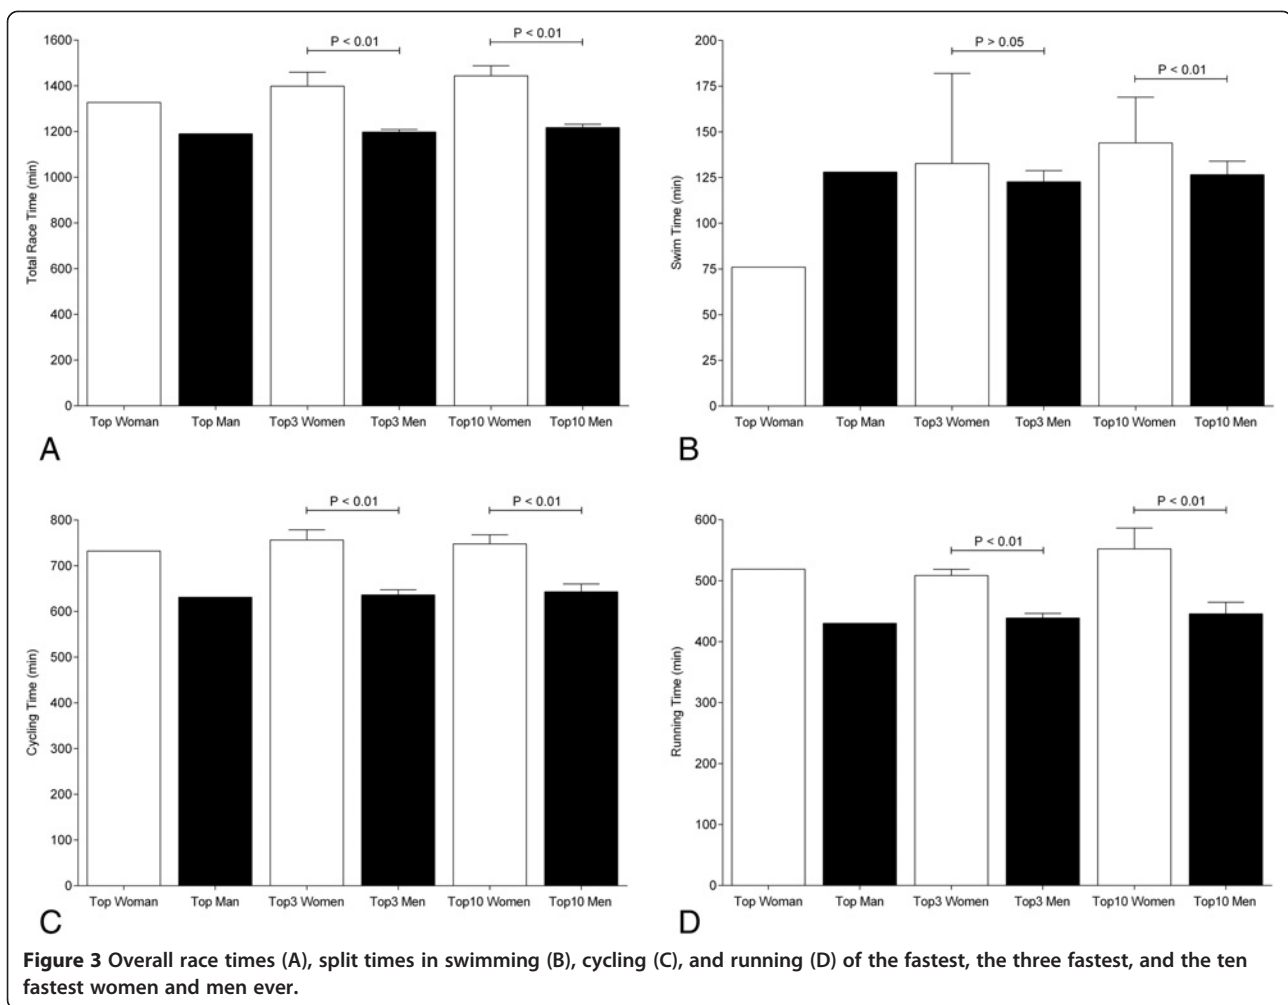 P < 0.01
P < 0.01
1600
1400
1200
1000
800
600
400
200
0
Total Race Time (min)
Top Woman Top Man Top3 Women Top3 Men Top10 Women Top10 Men
A
P > 0.05
P < 0.01
200
175
150
125
100
75
50
25
0
Swim Time (min)
Top Woman Top Man Top3 Women Top3 Men Top10 Women Top10 Men
B
P < 0.01
P < 0.01
800
700
600
500
400
300
200
100
0
Cycling Time (min)
Top Woman Top Man Top3 Women Top3 Men Top10 Women Top10 Men
C
P < 0.01
P < 0.01
600
500
400
300
200
100
0
Running Time (min)
Top Woman Top Man Top3 Women Top3 Men Top10 Women Top10 Men
D
Figure 3 Overall race times (A), split times in swimming (B), cycling (C), and running (D) of the fastest, the three fastest, and the ten
fastest women and men ever.